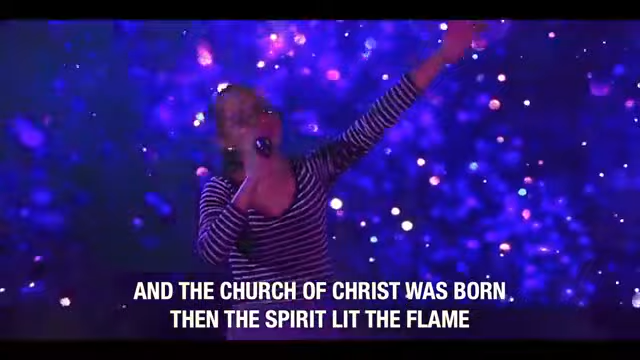 AND THE CHURCH OF CHRIST WAS BORN
THEN THE SPIRIT LIT THE FLAME